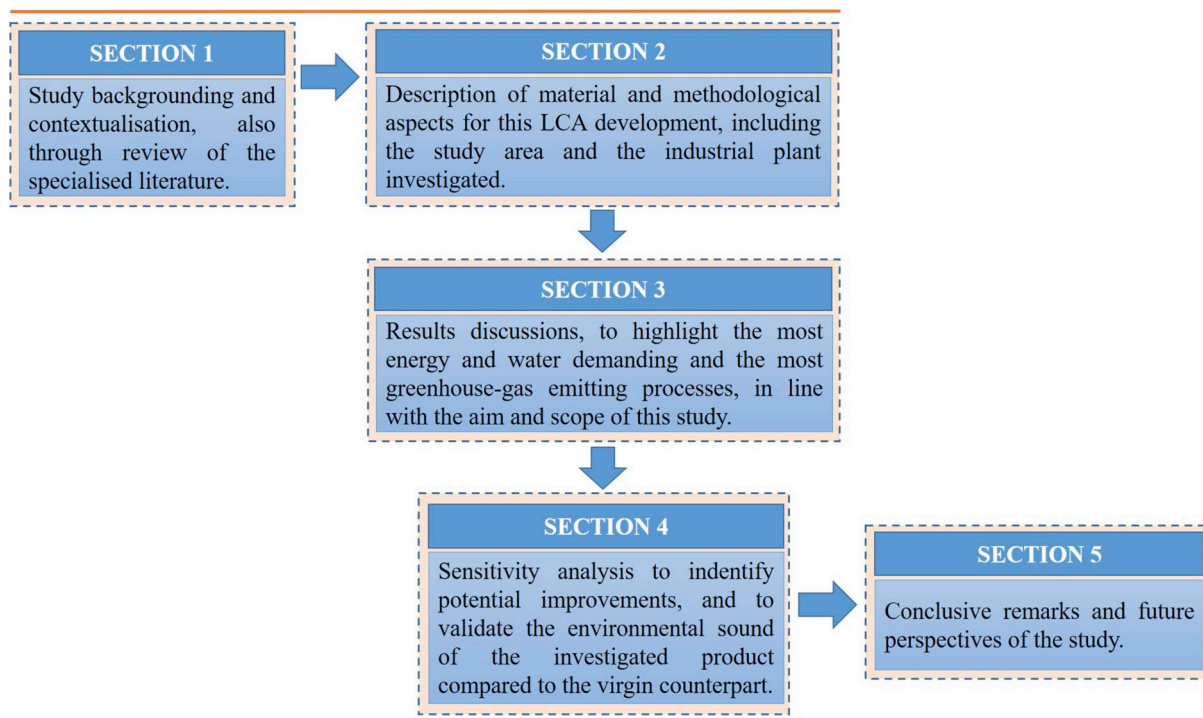 SECTION 1
Study backgrounding and
contextualisation, also
through review of the
specialised literature.
SECTION 2
Description of material and methodological
aspects for this LCA development, including
the study area and the industrial plant
investigated.
SECTION 3
Results discussions, to highlight the most
energy and water demanding and the most
greenhouse-gas emitting processes, in line
with the aim and scope of this study.
SECTION 4
Sensitivity analysis to indentify
potential improvements, and to
validate the environmental sound
of the investigated product
compared to the virgin counterpart.
SECTION 5
Conclusive remarks and future
perspectives of the study.